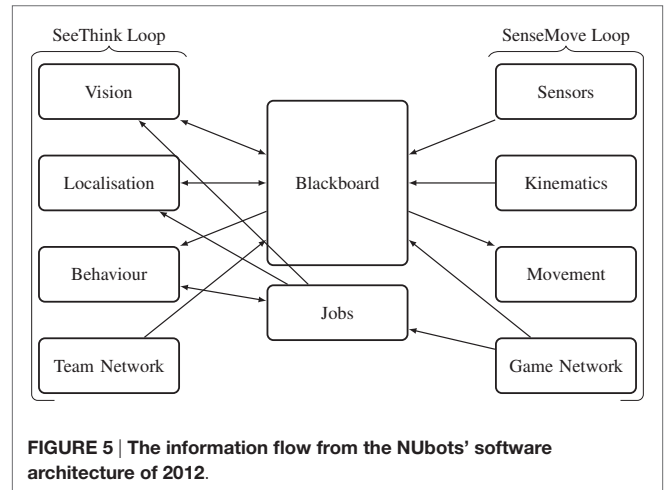 SeeThink Loop
SenseMove Loop
Vision
Sensors
Localisation
Blackboard
Kinematics
Behaviour
Movement
Jobs
Team Network
Game Network
FIGURE 5 | The information flow from the NUbots' software
architecture of 2012.